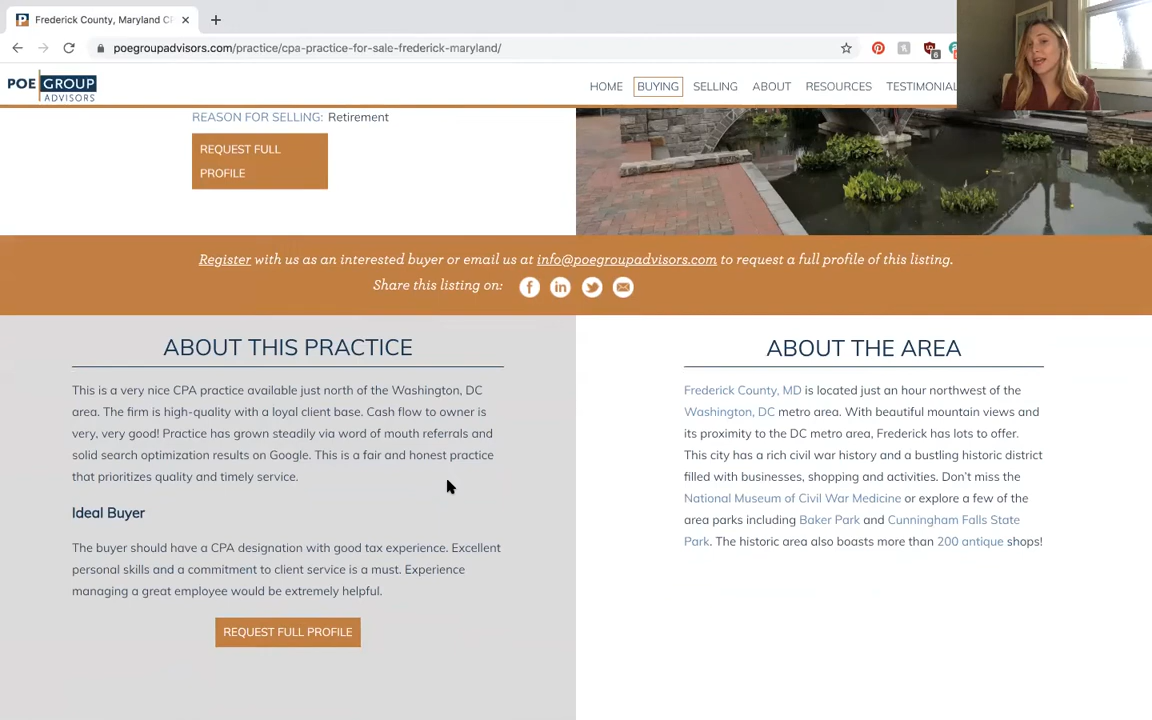 Frederick County, Maryland
poegroupadvisors.com/practice/cpa-practice-for-sale-frederick-maryland/
6
POE GROUP
ADVISORS
HOME BUYING SELLING ABOUT RESOURCES TESTIMONIAL
REASON FOR SELLING: Retirement
REQUEST FULL
PROFILE
Register with us as an interested buyer or email us at info@poegroupadvisors.com to request a full profile of this listing.
Share this listing on:
ABOUT THIS PRACTICE
This is a very nice CPA practice available just north of the Washington, DC
area. The firm is high-quality with a loyal client base. Cash flow to owner is
very, very good! Practice has grown steadily via word of mouth referrals and
solid search optimization results on Google. This is a fair and honest practice
that prioritizes quality and timely service.
Ideal Buyer
The buyer should have a CPA designation with good tax experience. Excellent
personal skills and a commitment to client service is a must. Experience
managing a great employee would be extremely helpful.
REQUEST FULL PROFILE
ABOUT THE AREA
Frederick County, MD is located just an hour northwest of the
Washington, DC metro area. With beautiful mountain views and
its proximity to the DC metro area, Frederick has lots to offer.
This city has a rich civil war history and a bustling historic district
filled with businesses, shopping and activities. Don't miss the
National Museum of Civil War Medicine or explore a few of the
area parks including Baker Park and Cunningham Falls State
Park. The historic area also boasts more than 200 antique shops!